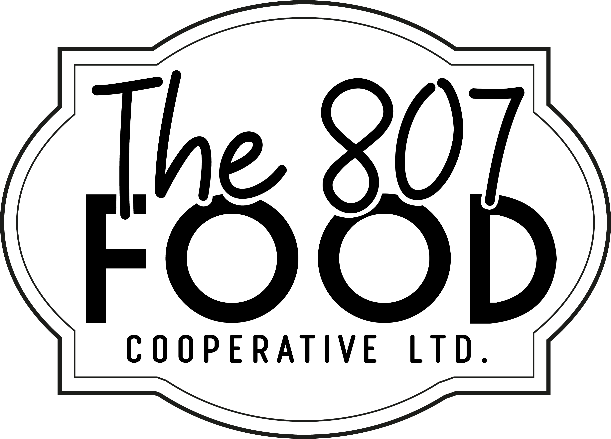 The 807
FOOD
COOPERATIVE LTD.